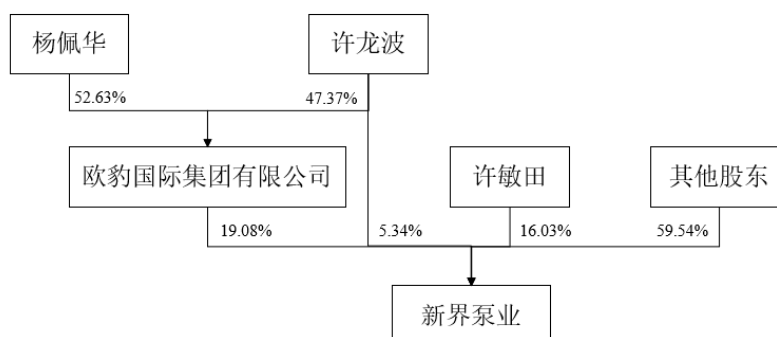 杨佩华
许龙波
52.63%
47.37%
欧豹国际集团有限公司
许敏田
其他股东
19.08%
5.34%
16.03%
59.54%
新界泵业